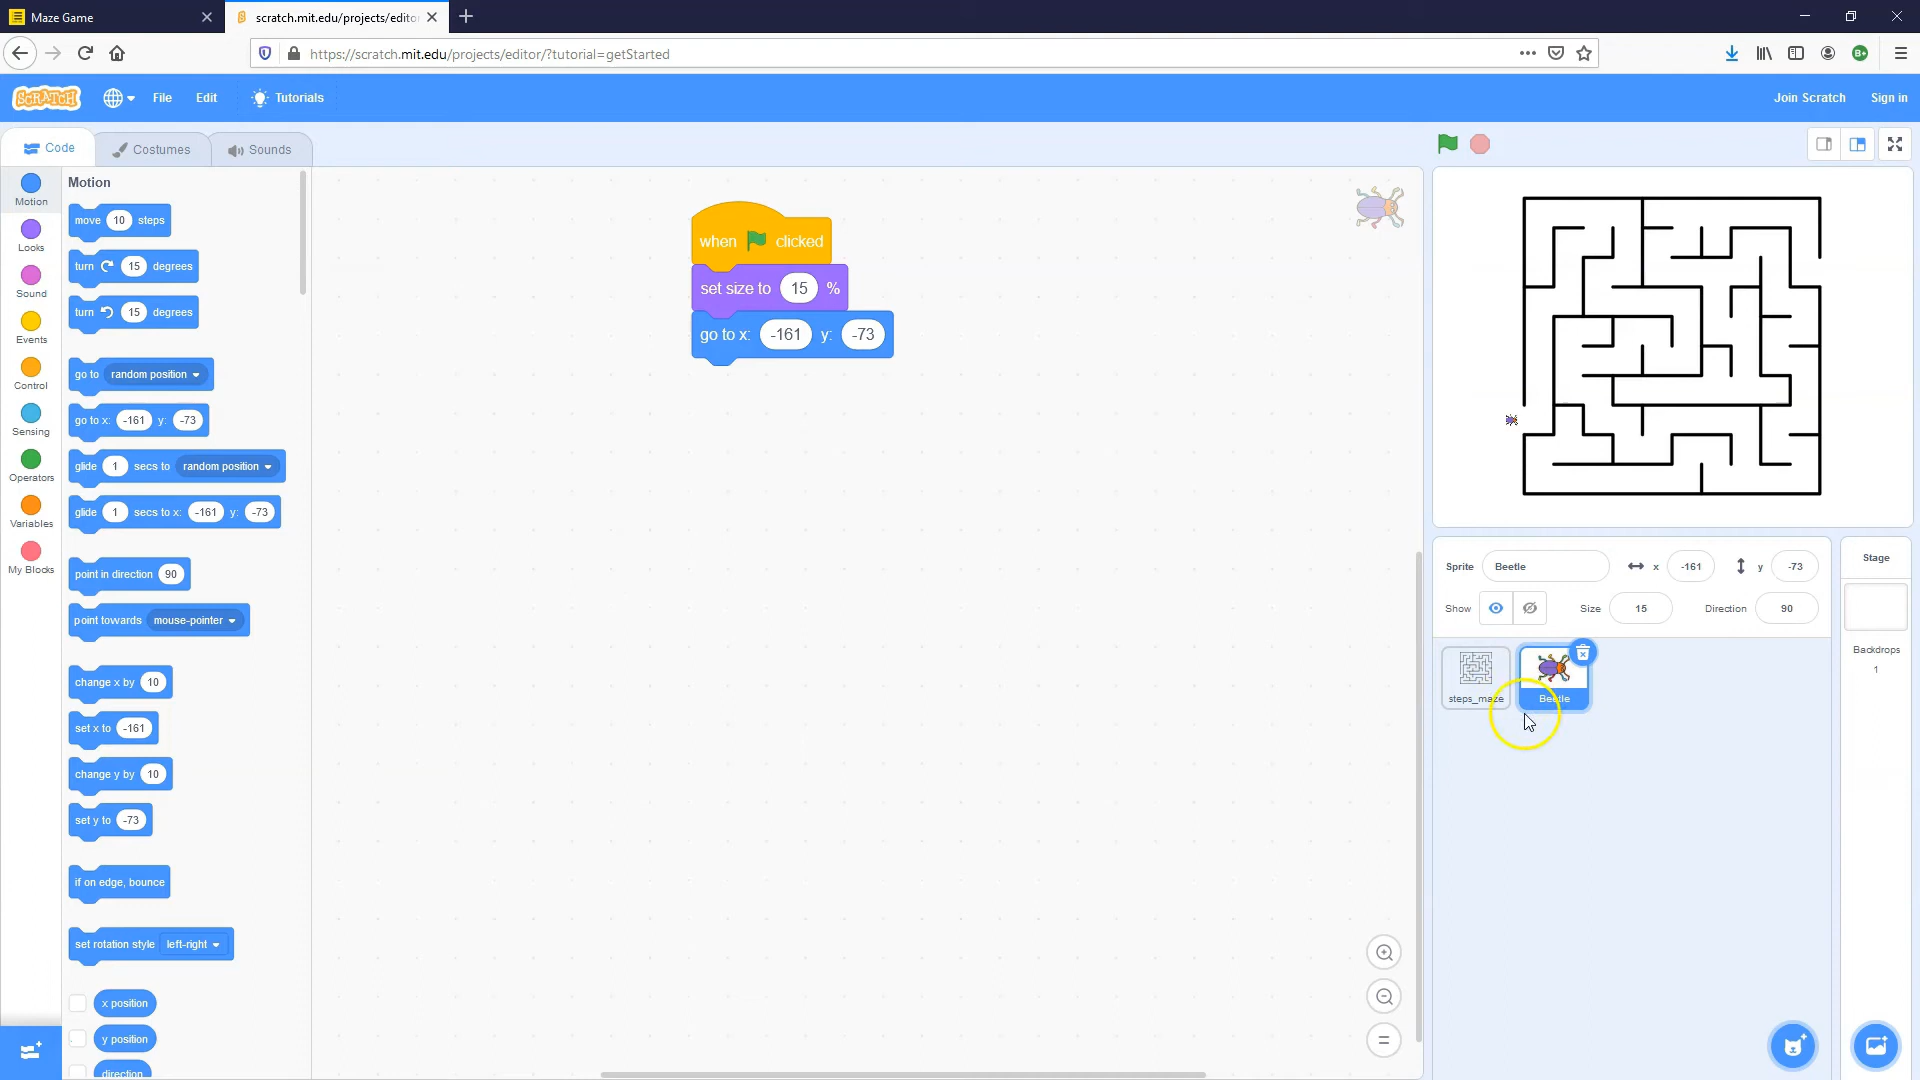 Maze Game
scratch.mit.edu/projects/edito
https://scratch.mit.edu/projects/editor/?tutorial=getStarted
B+
SCRATCH
File
Edit
Tutorials
Join Scratch
Sign in
Code
Costumes
Sounds
Motion
Looks
Sound
Events
Control
Sensing
Operators
Variables
My Blocks
Motion
move 10 steps
turn 15 degrees
turn 15 degrees
go to random position
go to x: -161 y: -73
glide 1 secs to random position
glide 1 secs to x: -161 y: -73
point in direction 90
point towards mouse-pointer
change x by 10
set x to -161
change y by 10
set y to -73
if on edge, bounce
set rotation style left-right
x position
y position
direction
when clicked
set size to 15 %
go to x: -161 y: -73
Sprite Beetle x -161 y -73
Show Size 15 Direction 90
steps_maze
Beetle
Stage
Backdrops
1